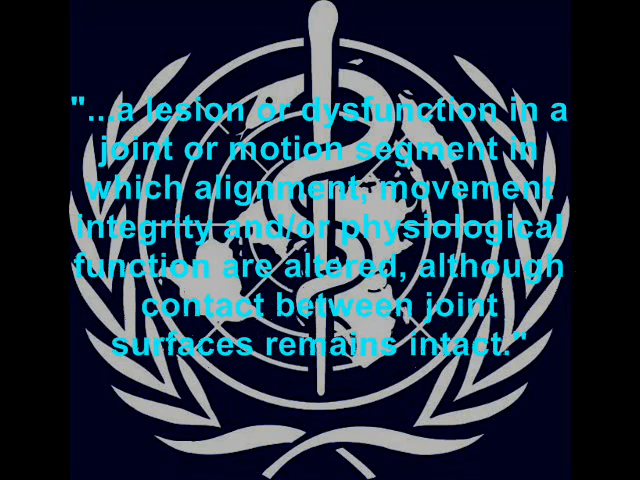 "...a lesion or dysfunction in a
joint or motion segment in
which alignment, movement
integrity and/or physiological
function are altered, although
contact between joint
surfaces remains intact."